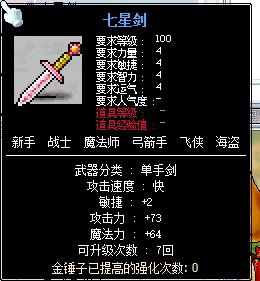 七星剑
要求等级 : 100
要求力量 : 4
要求敏捷 : 4
要求智力 : 4
要求运气 : 4
要求人气度 : -
道具等级 : -
道具经验值 : -
新手 战士 魔法师 弓箭手 飞侠 海盗
武器分类 : 单手剑
攻击速度 : 快
敏捷 : +2
攻击力 : +73
魔法力 : +64
可升级次数 : 7回
金锤子已提高的强化次数: 0